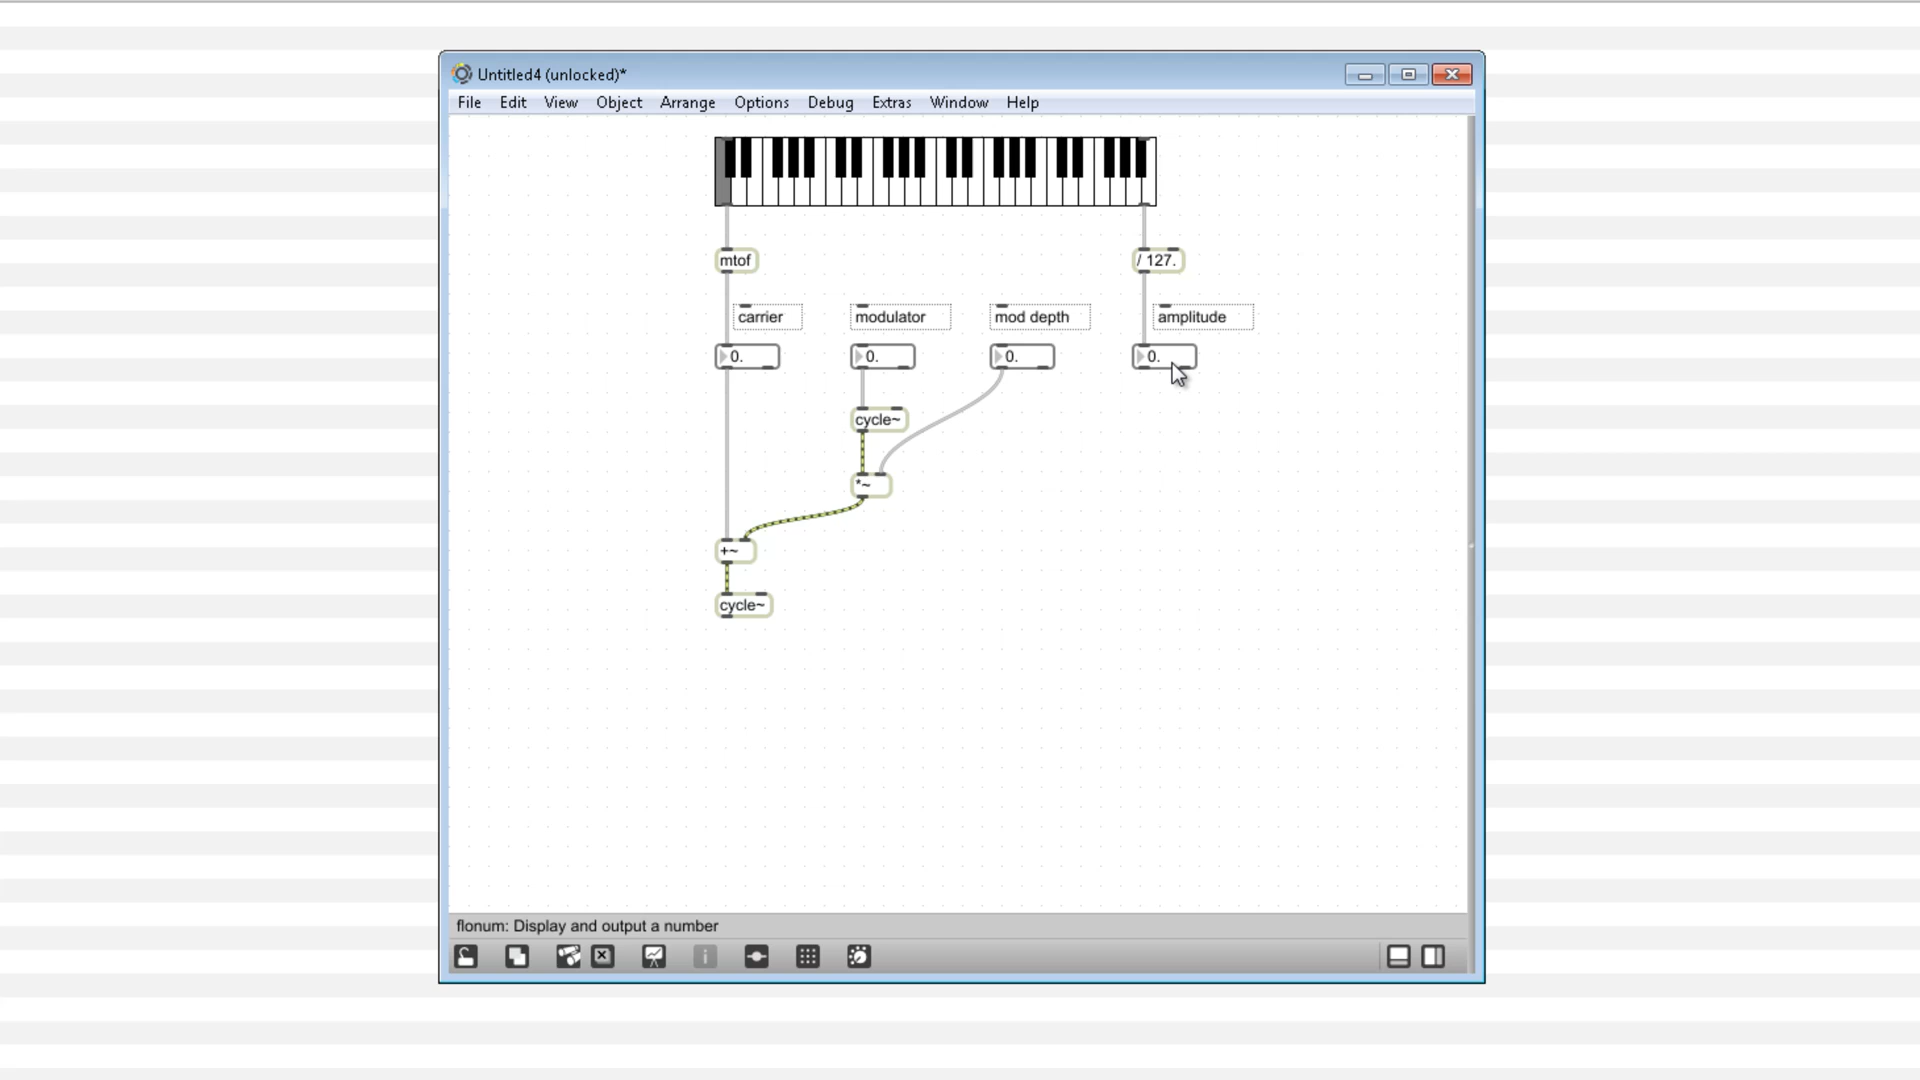 Untitled4 (unlocked)*
File Edit View Object Arrange Options Debug Extras Window Help
mtof
/ 127.
carrier
modulator
mod depth
amplitude
0.
0.
0.
0.
cycle~
*~
+~
cycle~
flonum: Display and output a number